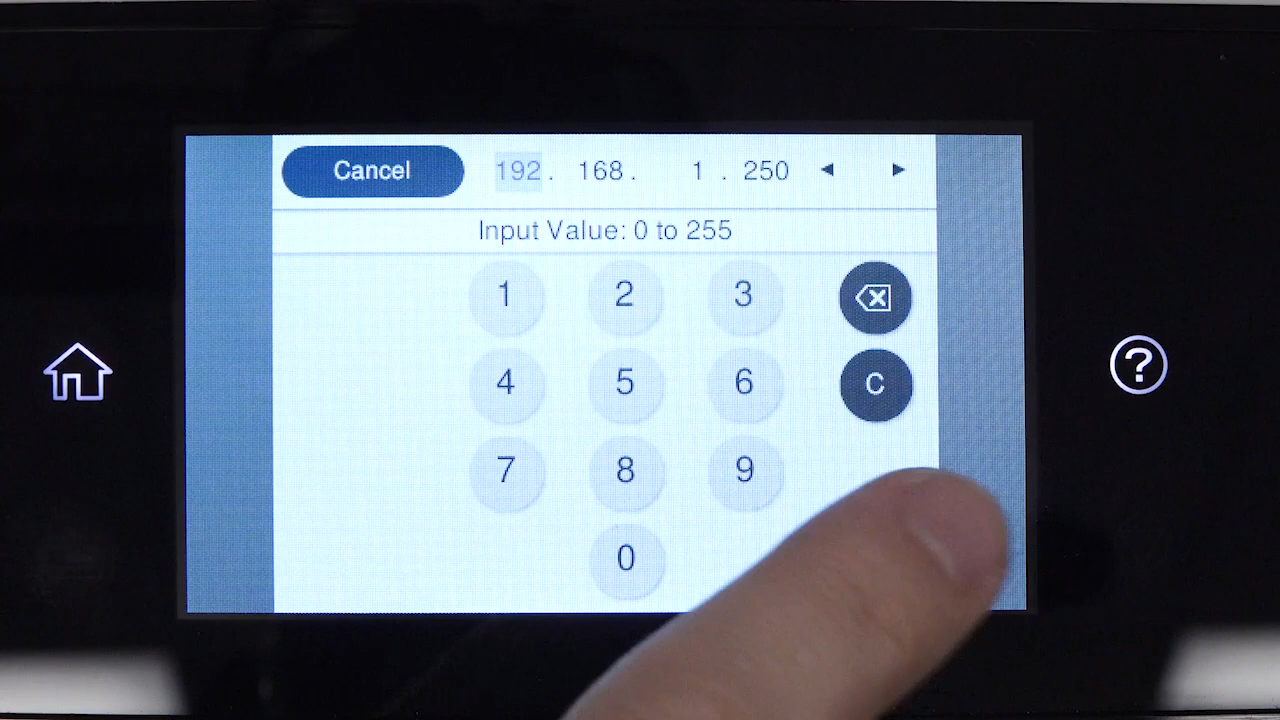 Cancel 192. 168. 1 . 250
Input Value: 0 to 255
1 2 3
4 5 6 C
7 8 9
0
?